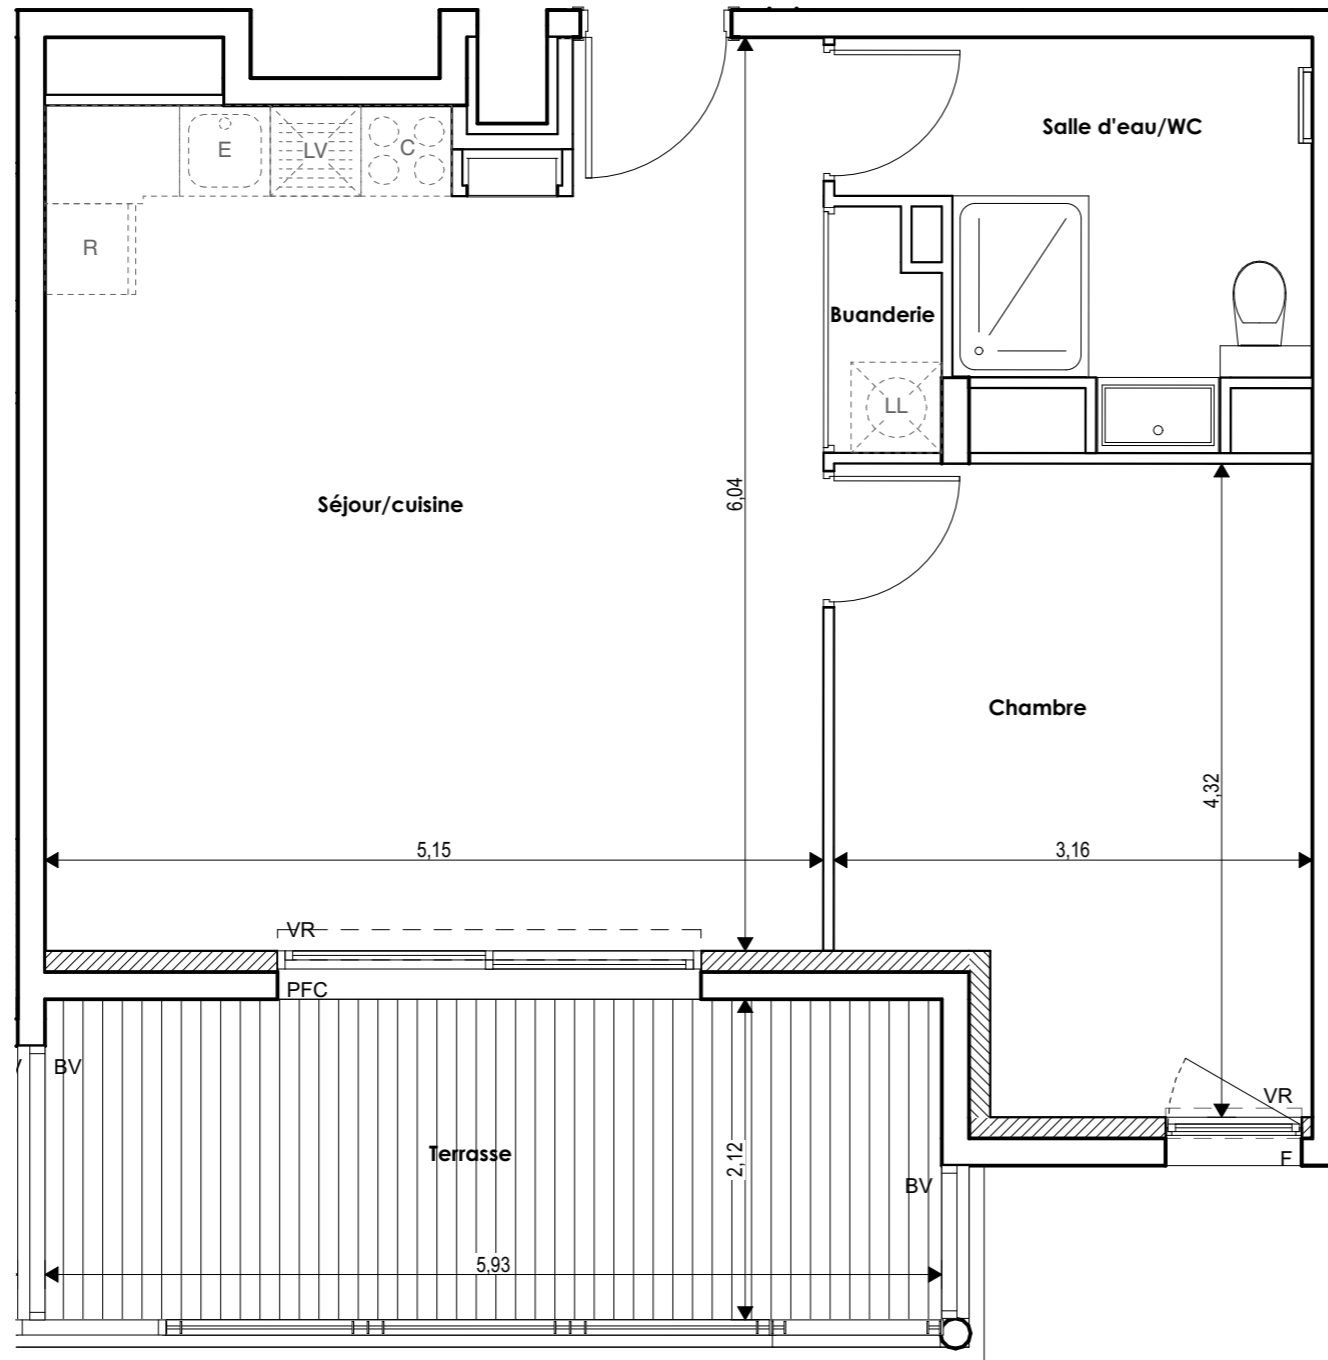 Salle d'eau/WC
E
LV
C
R
Buanderie
LL
Séjour/cuisine
6,04
Chambre
4,32
5,15
3,16
VR
PFC
BV
VR
Terrasse
2,12
F
BV
5,93